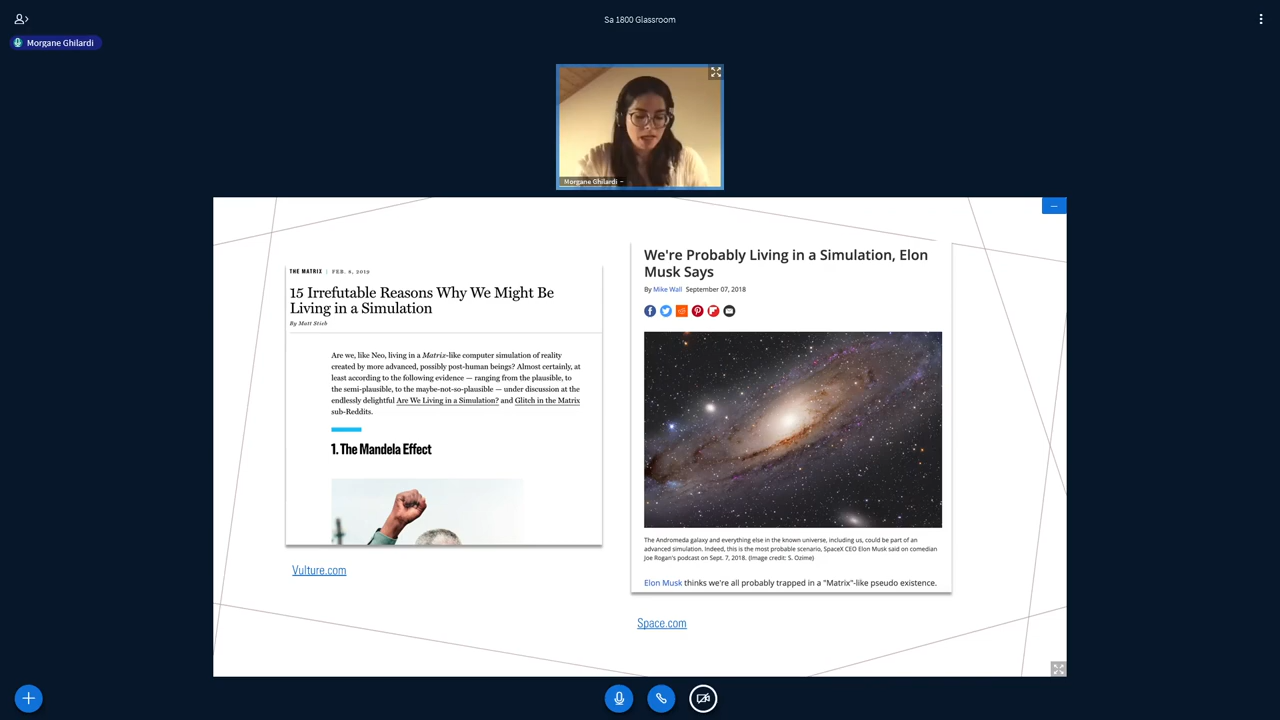 Sa 1800 Glassroom
Morgane Ghilardi
Morgane Ghilardi
THE MATRIX | FEB. 6, 2019
15 Irrefutable Reasons Why We Might Be
Living in a Simulation
By Matt Stieb
Are we, like Neo, living in a Matrix-like computer simulation of reality
created by more advanced, possibly post-human beings? Almost certainly, at
least according to the following evidence — ranging from the plausible, to
the semi-plausible, to the maybe-not-so-plausible — under discussion at the
endlessly delightful Are We Living in a Simulation? and Glitch in the Matrix
sub-Reddits.
1. The Mandela Effect
Vulture.com
We're Probably Living in a Simulation, Elon
Musk Says
By Mike Wall September 07, 2018
The Andromeda galaxy and everything else in the known universe, including us, could be part of an
advanced simulation. Indeed, this is the most probable scenario, SpaceX CEO Elon Musk said on comedian
Joe Rogan's podcast on Sept. 7, 2018. (Image credit: S. Ozime)
Elon Musk thinks we're all probably trapped in a "Matrix"-like pseudo existence.
Space.com